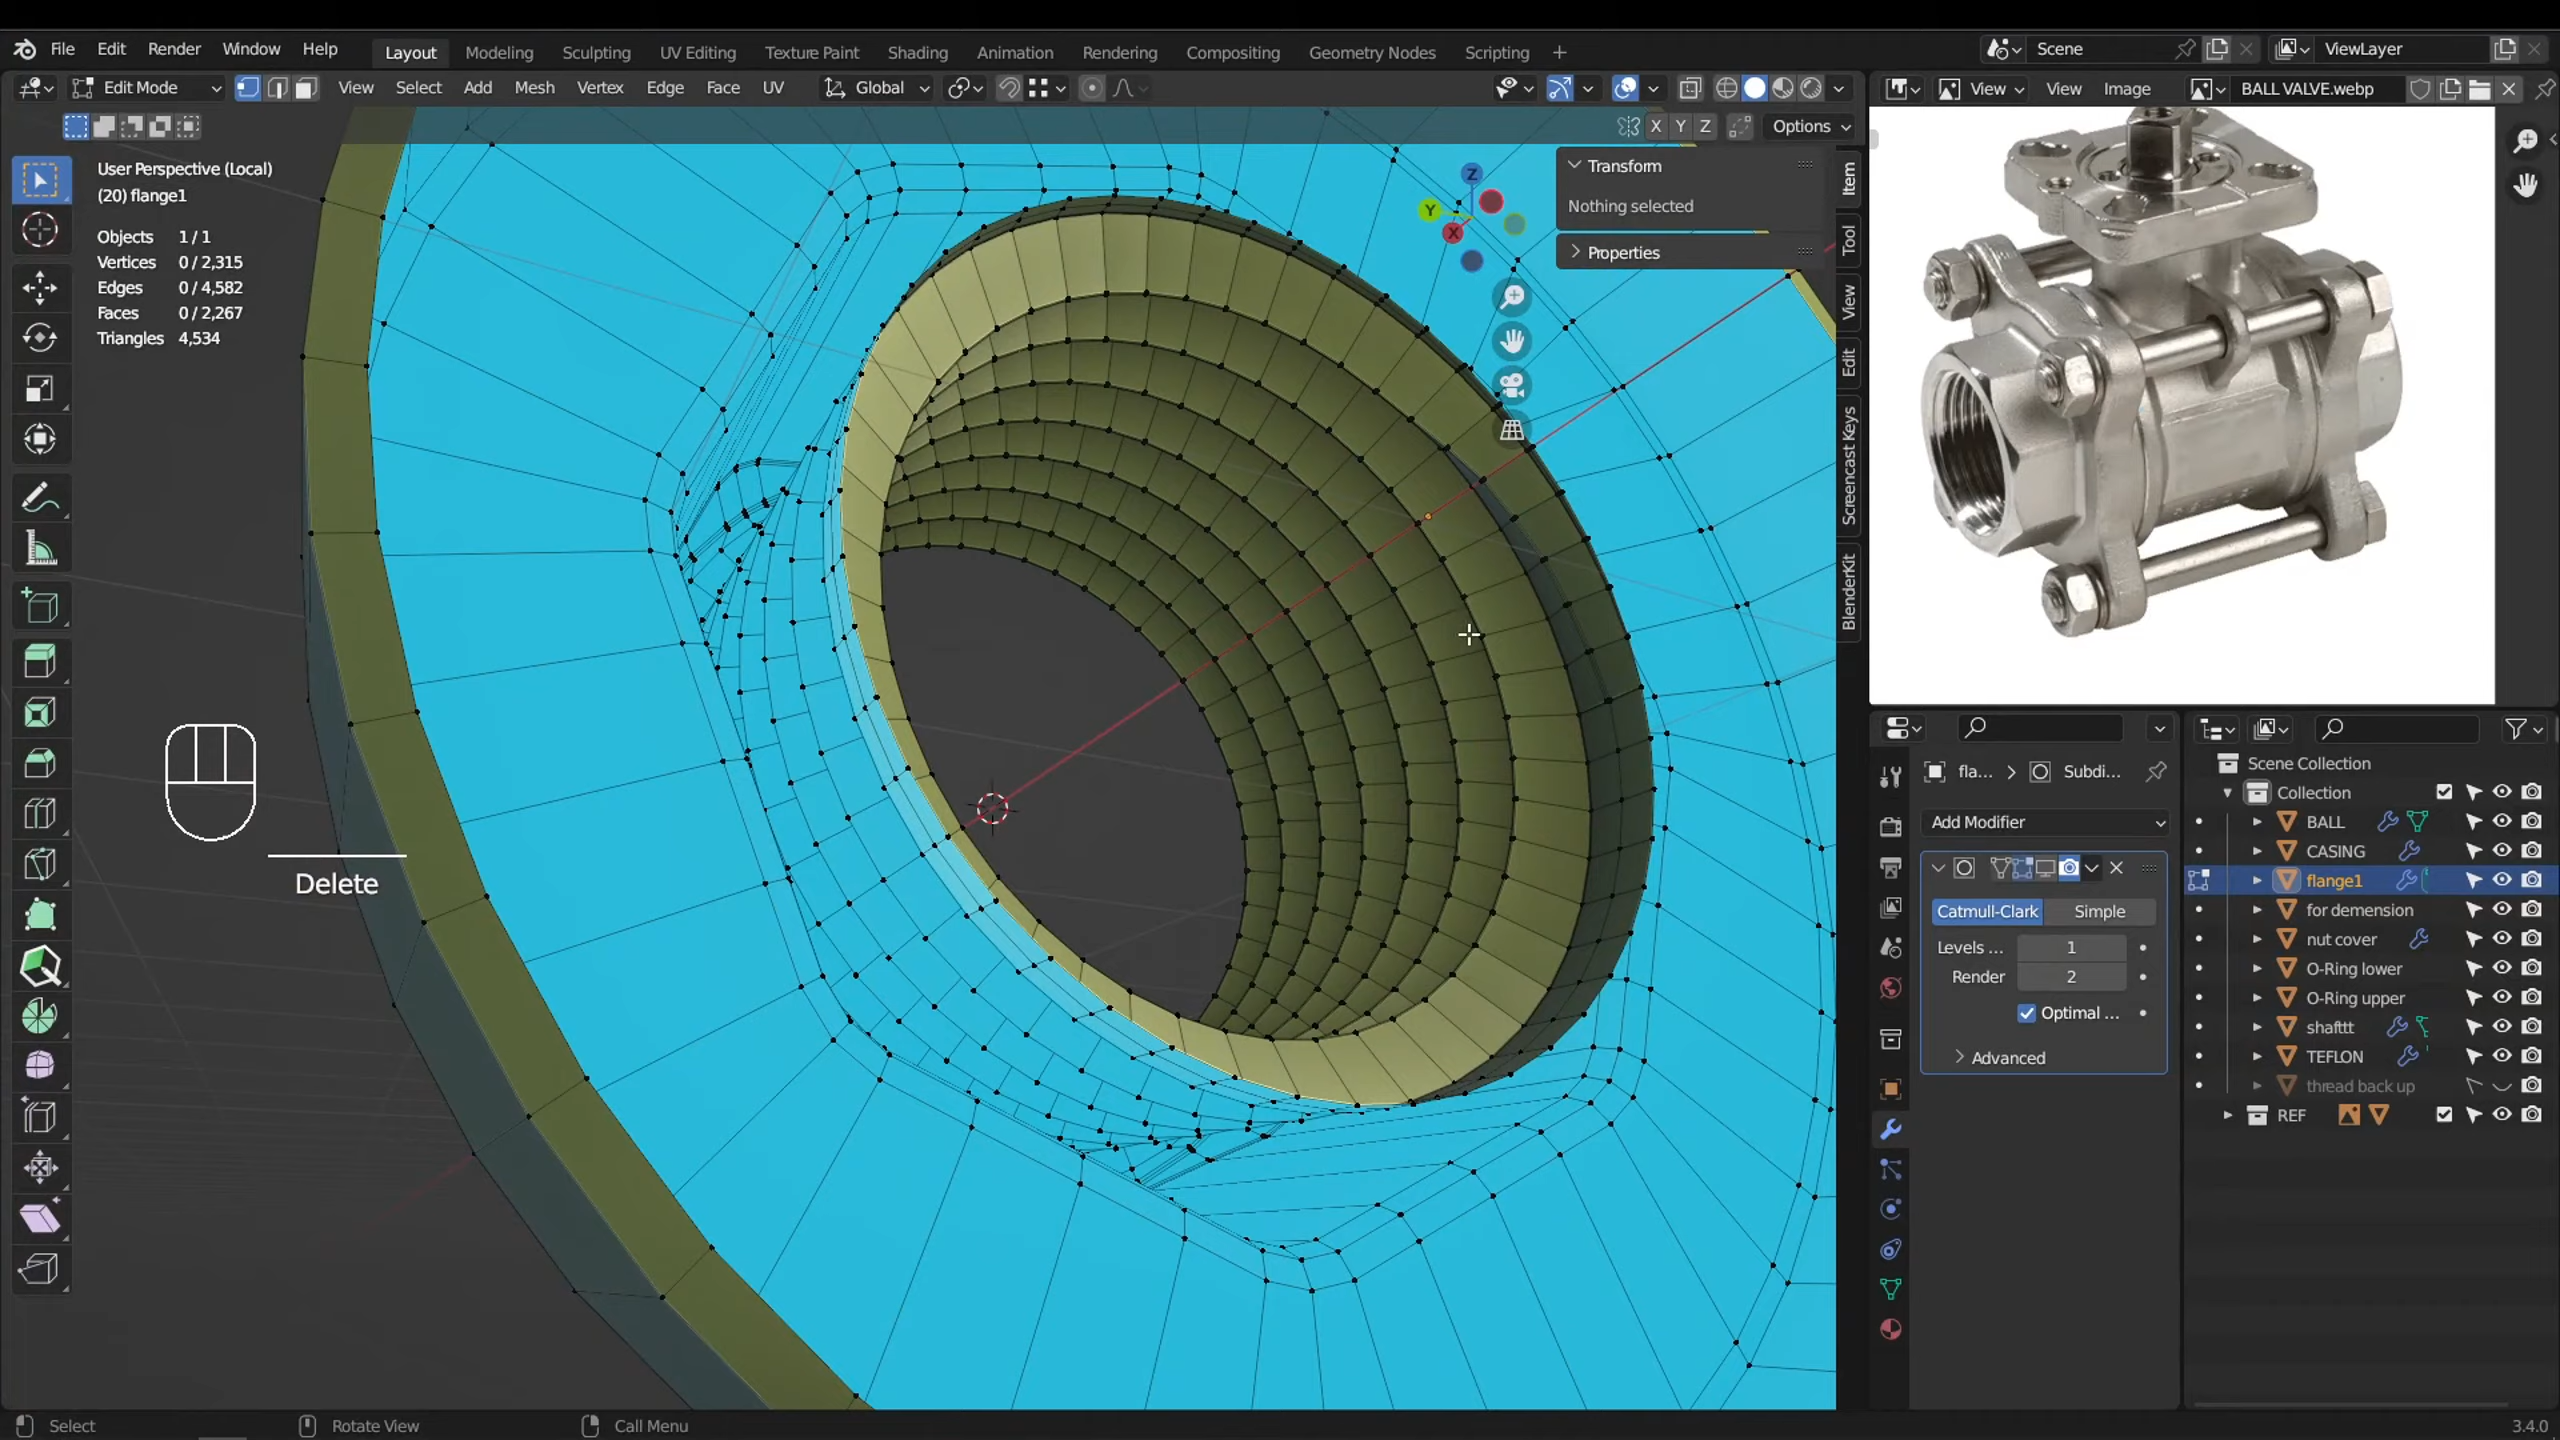 File Edit Render Window Help
Layout Modeling Sculpting UV Editing Texture Paint Shading Animation Rendering Compositing Geometry Nodes Scripting +
Scene
ViewLayer
Edit Mode View Select Add Mesh Vertex Edge Face UV
Global
View View Image BALL VALVE.webp
X Y Z Options
User Perspective (Local)
(20) flange1
Objects 1 / 1
Vertices 0 / 2,315
Edges 0 / 4,582
Faces 0 / 2,267
Triangles 4,534
Transform
Nothing selected
Properties
Item
Tool
View
Edit
Screencast Keys
BlenderKit
Z
Y
X
Delete
fla... > Subdi...
Add Modifier
Catmull-Clark Simple
Levels ... 1
Render 2
Optimal ...
Advanced
Scene Collection
Collection
BALL
CASING
flange1
for demension
nut cover
O-Ring lower
O-Ring upper
shafttt
TEFLON
thread back up
REF
Select Rotate View Call Menu 3.4.0